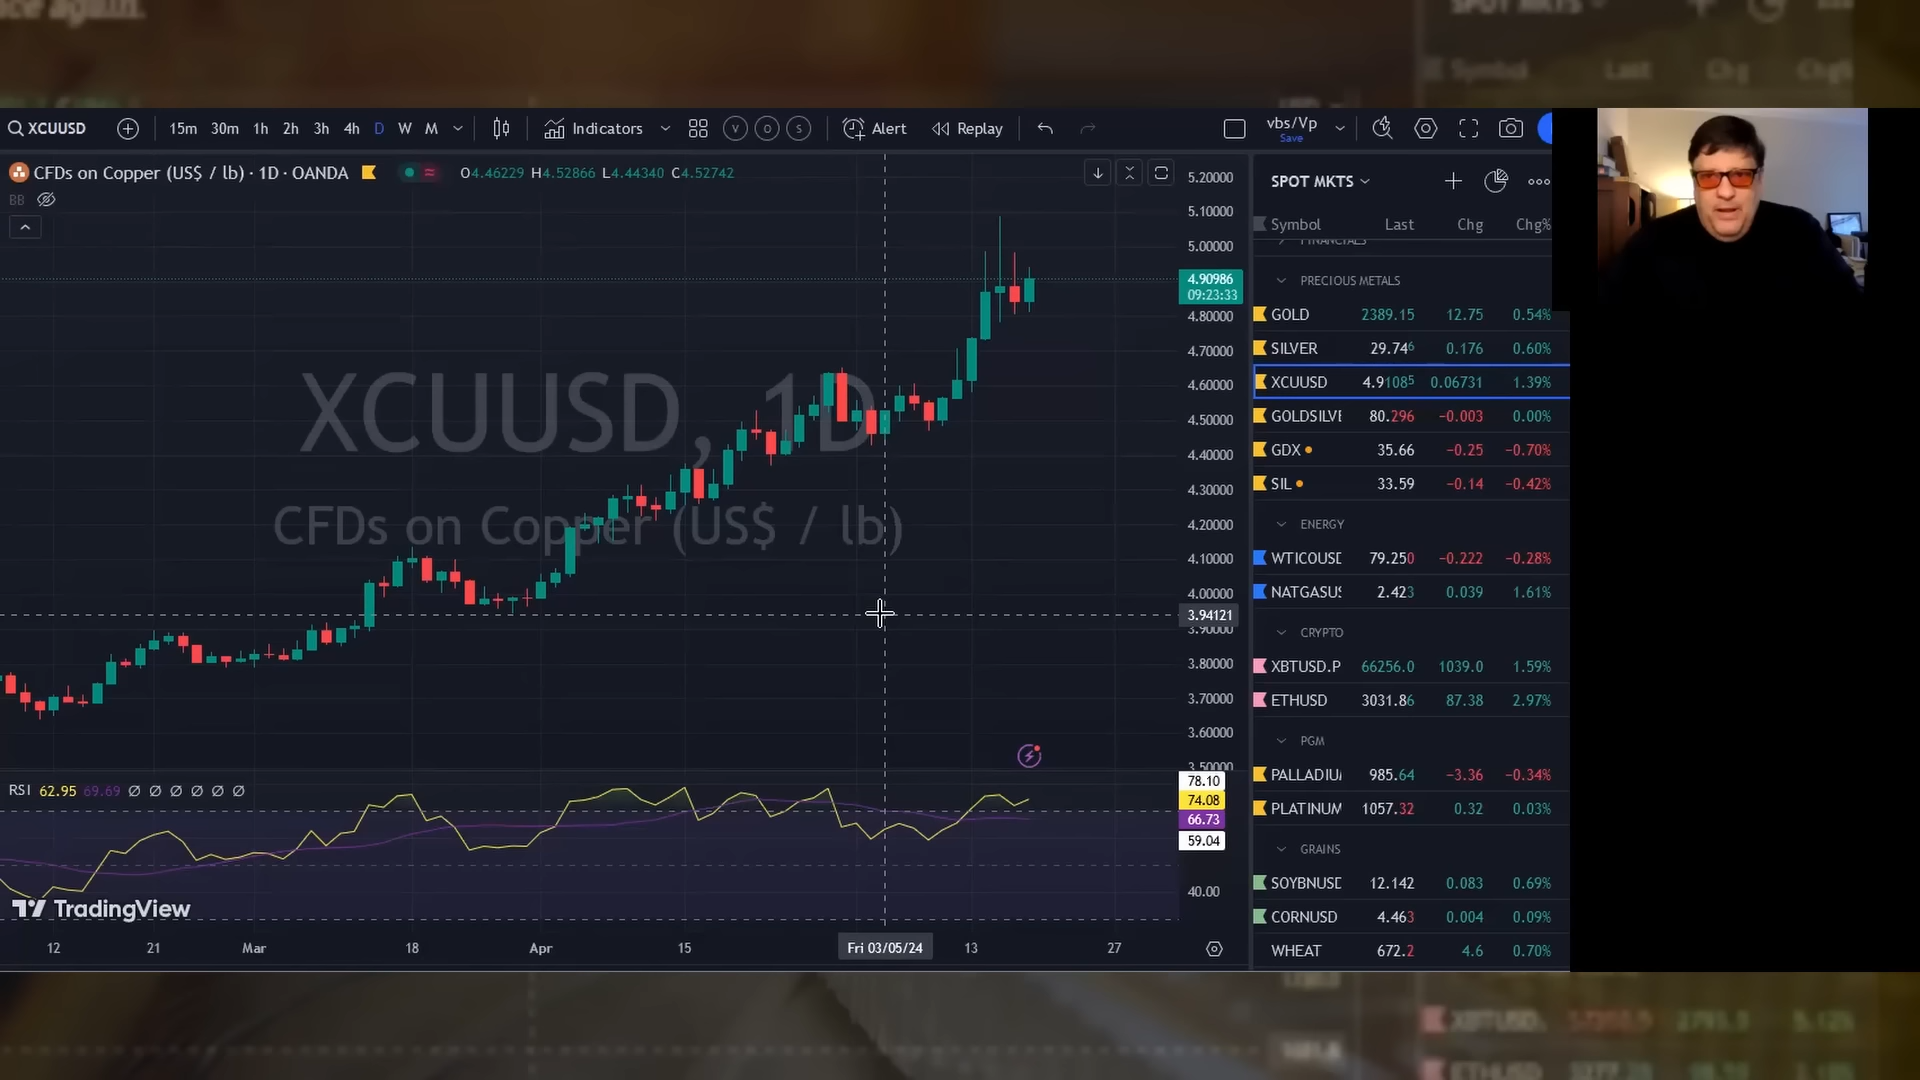 ce again.
SPOT MKTS
Symbol Last Chg Chg%
XCUUSD 15m 30m 1h 2h 3h 4h D W M Indicators V O S Alert Replay vbs/Vp
Save
CFDs on Copper (US$ / lb) · 1D · OANDA O4.46229 H4.52866 L4.44340 C4.52742
BB
XCUUSD, 1D
CFDs on Copper (US$ / lb)
5.20000
5.10000
5.00000
4.90986
09:23:33
4.80000
4.70000
4.60000
4.50000
4.40000
4.30000
4.20000
4.10000
4.00000
3.94121
3.90000
3.80000
3.70000
3.60000
3.50000
RSI 62.95 69.69 Ø Ø Ø Ø Ø Ø
78.10
74.08
66.73
59.04
40.00
TradingView
12 21 Mar 18 Apr 15 Fri 03/05/24 13 27
SPOT MKTS
Symbol Last Chg Chg%
FINANCIALS
PRECIOUS METALS
GOLD 2389.15 12.75 0.54%
SILVER 29.746 0.176 0.60%
XCUUSD 4.91085 0.06731 1.39%
GOLDSILVE 80.296 −0.003 0.00%
GDX 35.66 −0.25 −0.70%
SIL 33.59 −0.14 −0.42%
ENERGY
WTICOUSD 79.250 −0.222 −0.28%
NATGASUS 2.423 0.039 1.61%
CRYPTO
XBTUSD.P 66256.0 1039.0 1.59%
ETHUSD 3031.86 87.38 2.97%
PGM
PALLADIU 985.64 −3.36 −0.34%
PLATINUM 1057.32 0.32 0.03%
GRAINS
SOYBNUSD 12.142 0.083 0.69%
CORNUSD 4.463 0.004 0.09%
WHEAT 672.2 4.6 0.70%